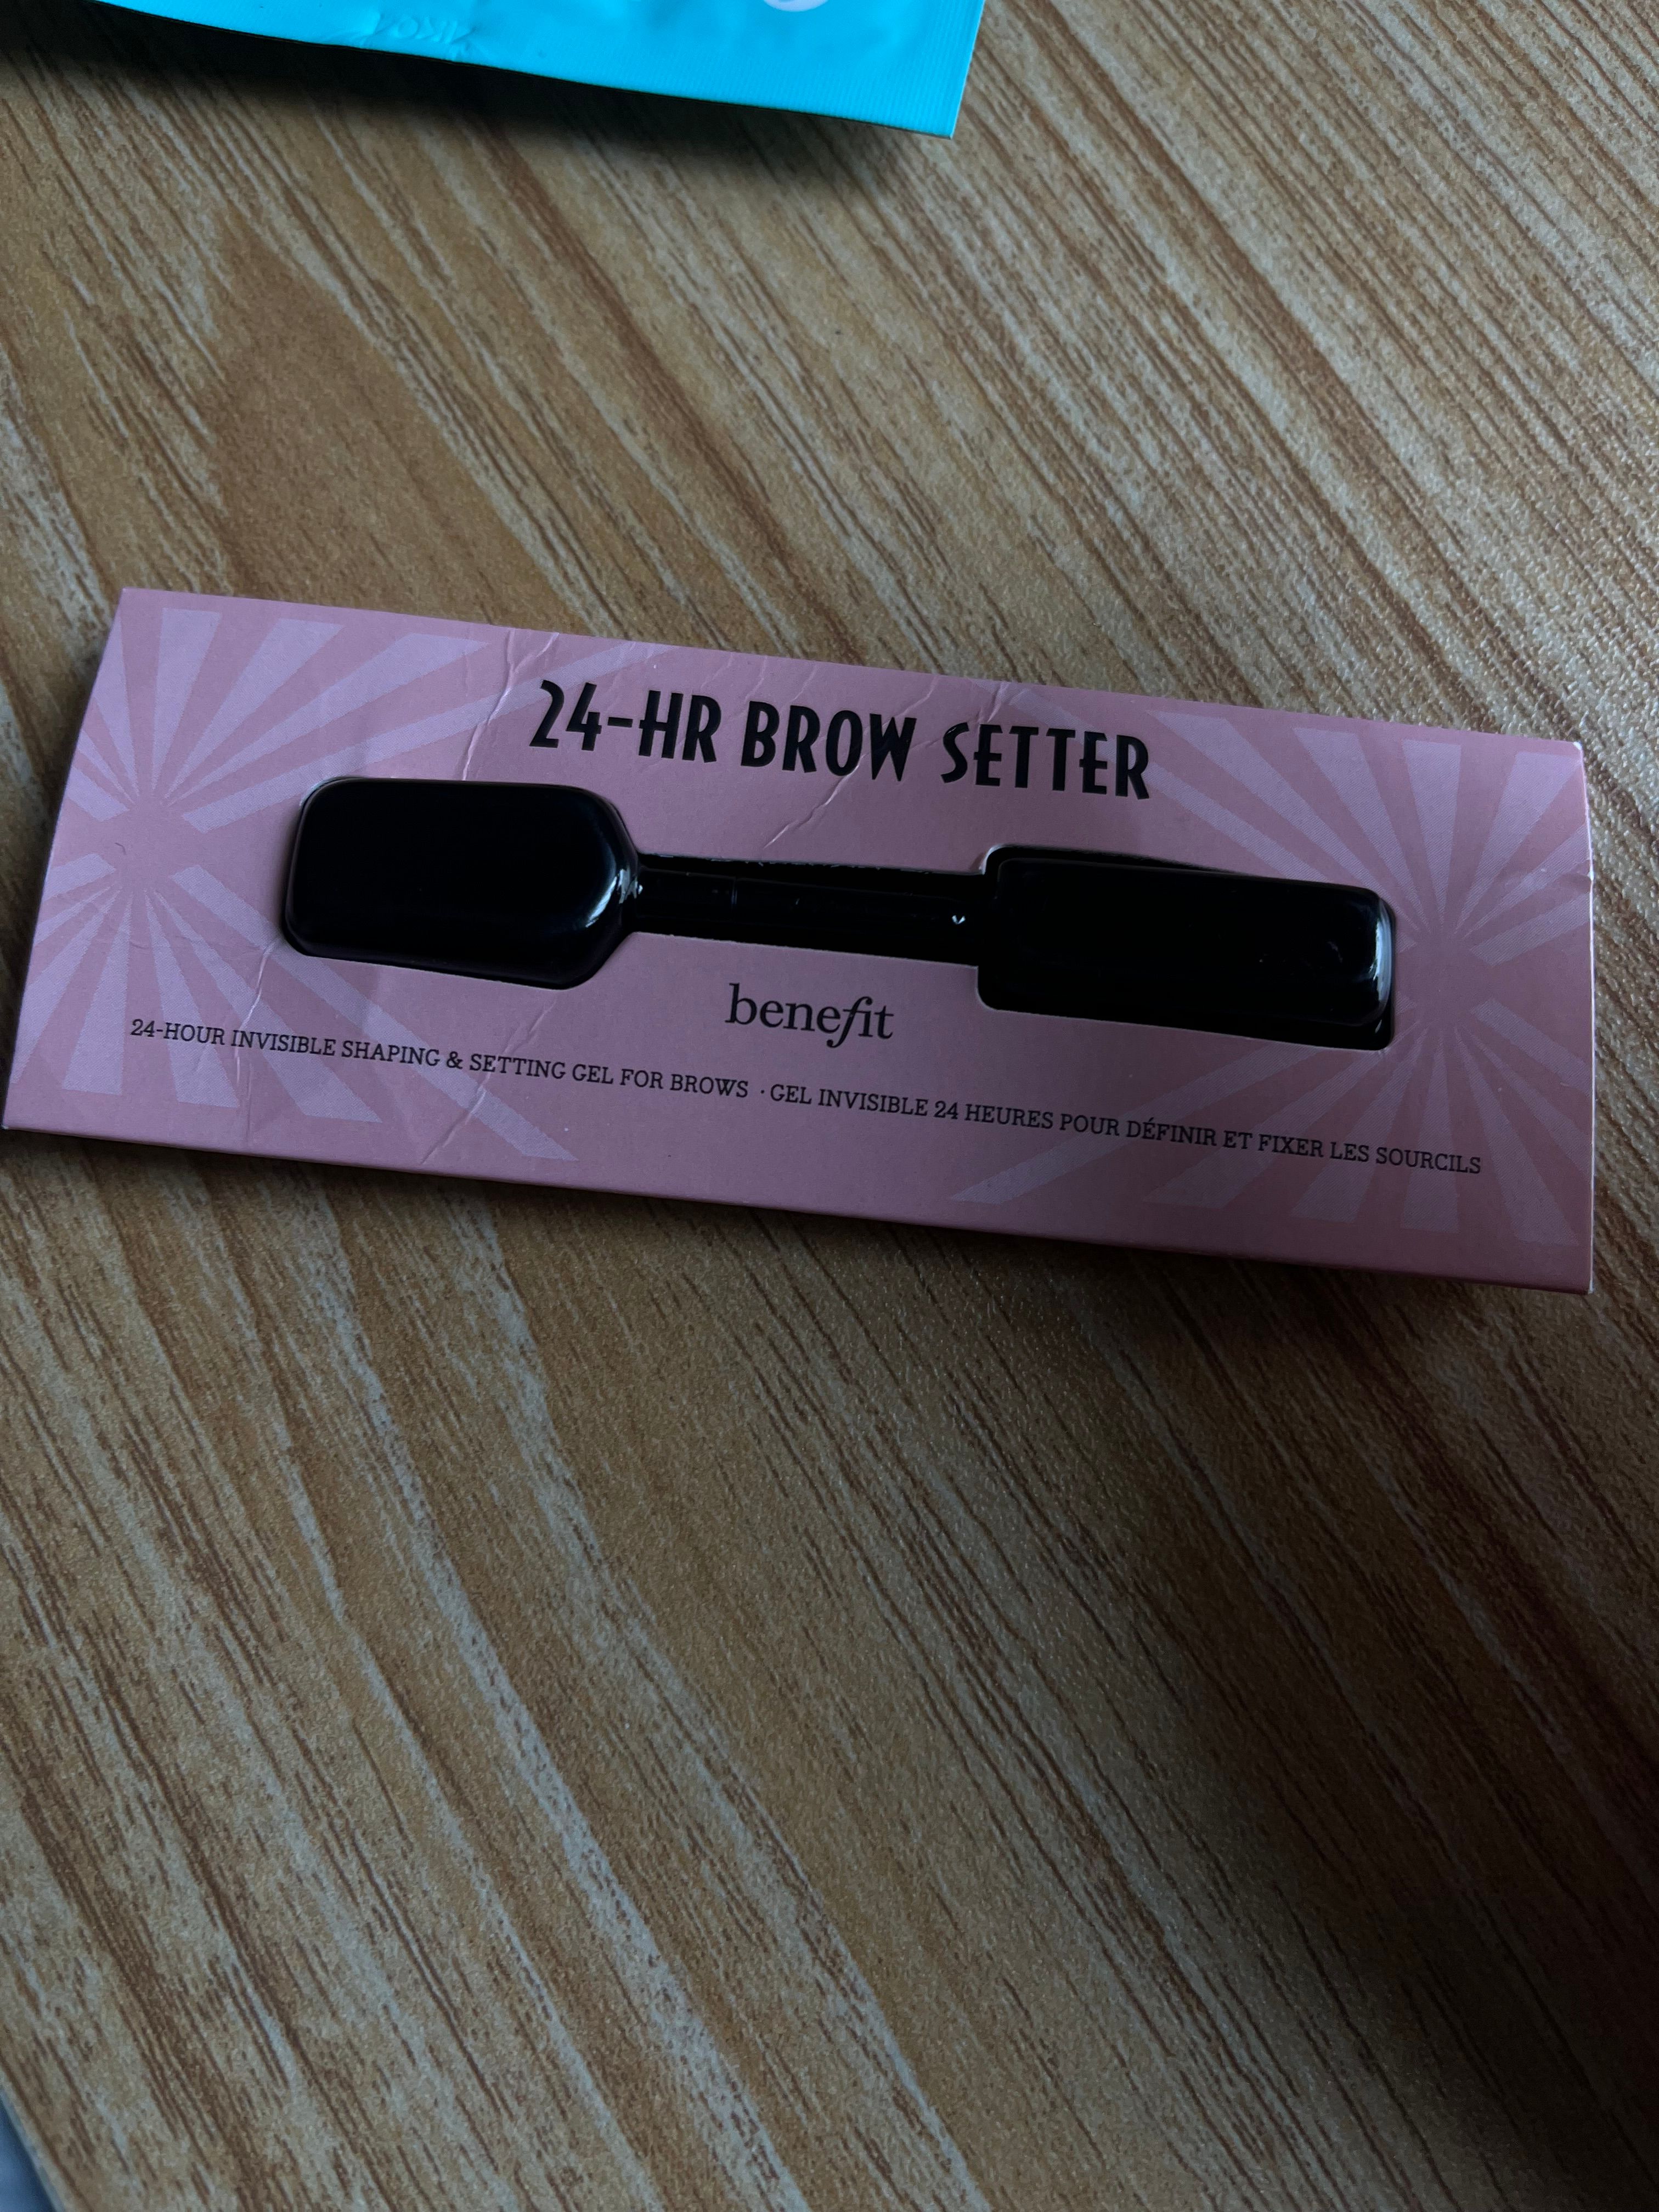 24-HR BROW SETTER
benefit
24-HOUR INVISIBLE SHAPING & SETTING GEL FOR BROWS · GEL INVISIBLE 24 HEURES POUR DÉFINIR ET FIXER LES SOURCILS